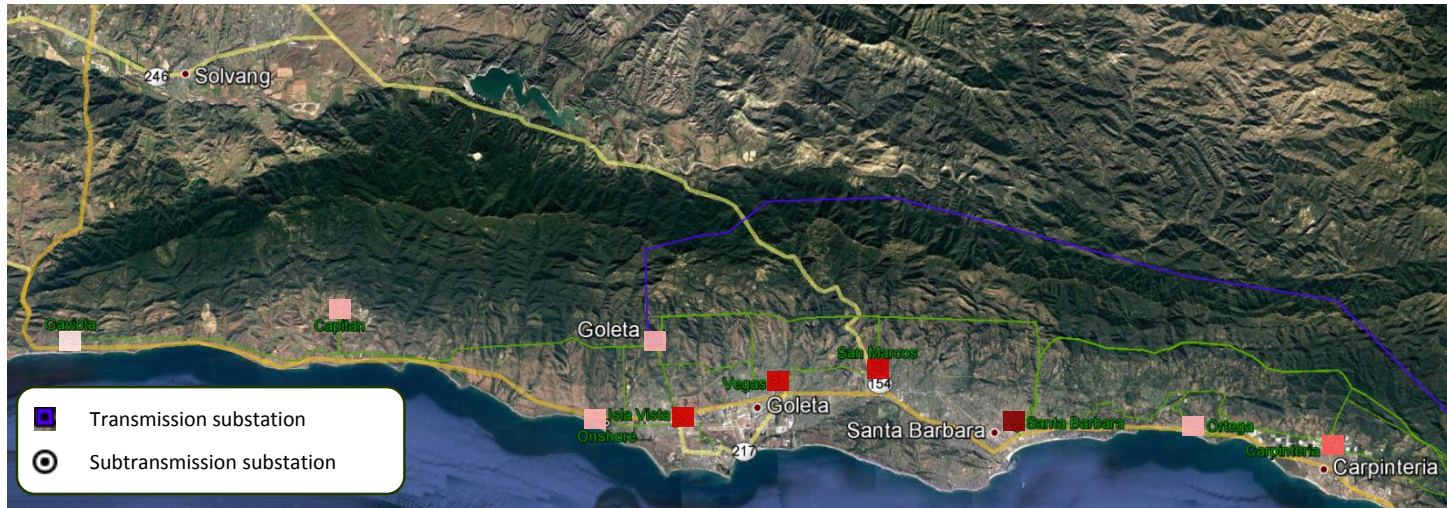 246
Solvang
Gaviota
Capitan
Goleta
San Marcos
Vegas
154
Isla Vista
Goleta
Onshore
Santa Barbara
Santa Barbara
Ortega
217
Carpinteria
Carpinteria
Transmission substation
Subtransmission substation